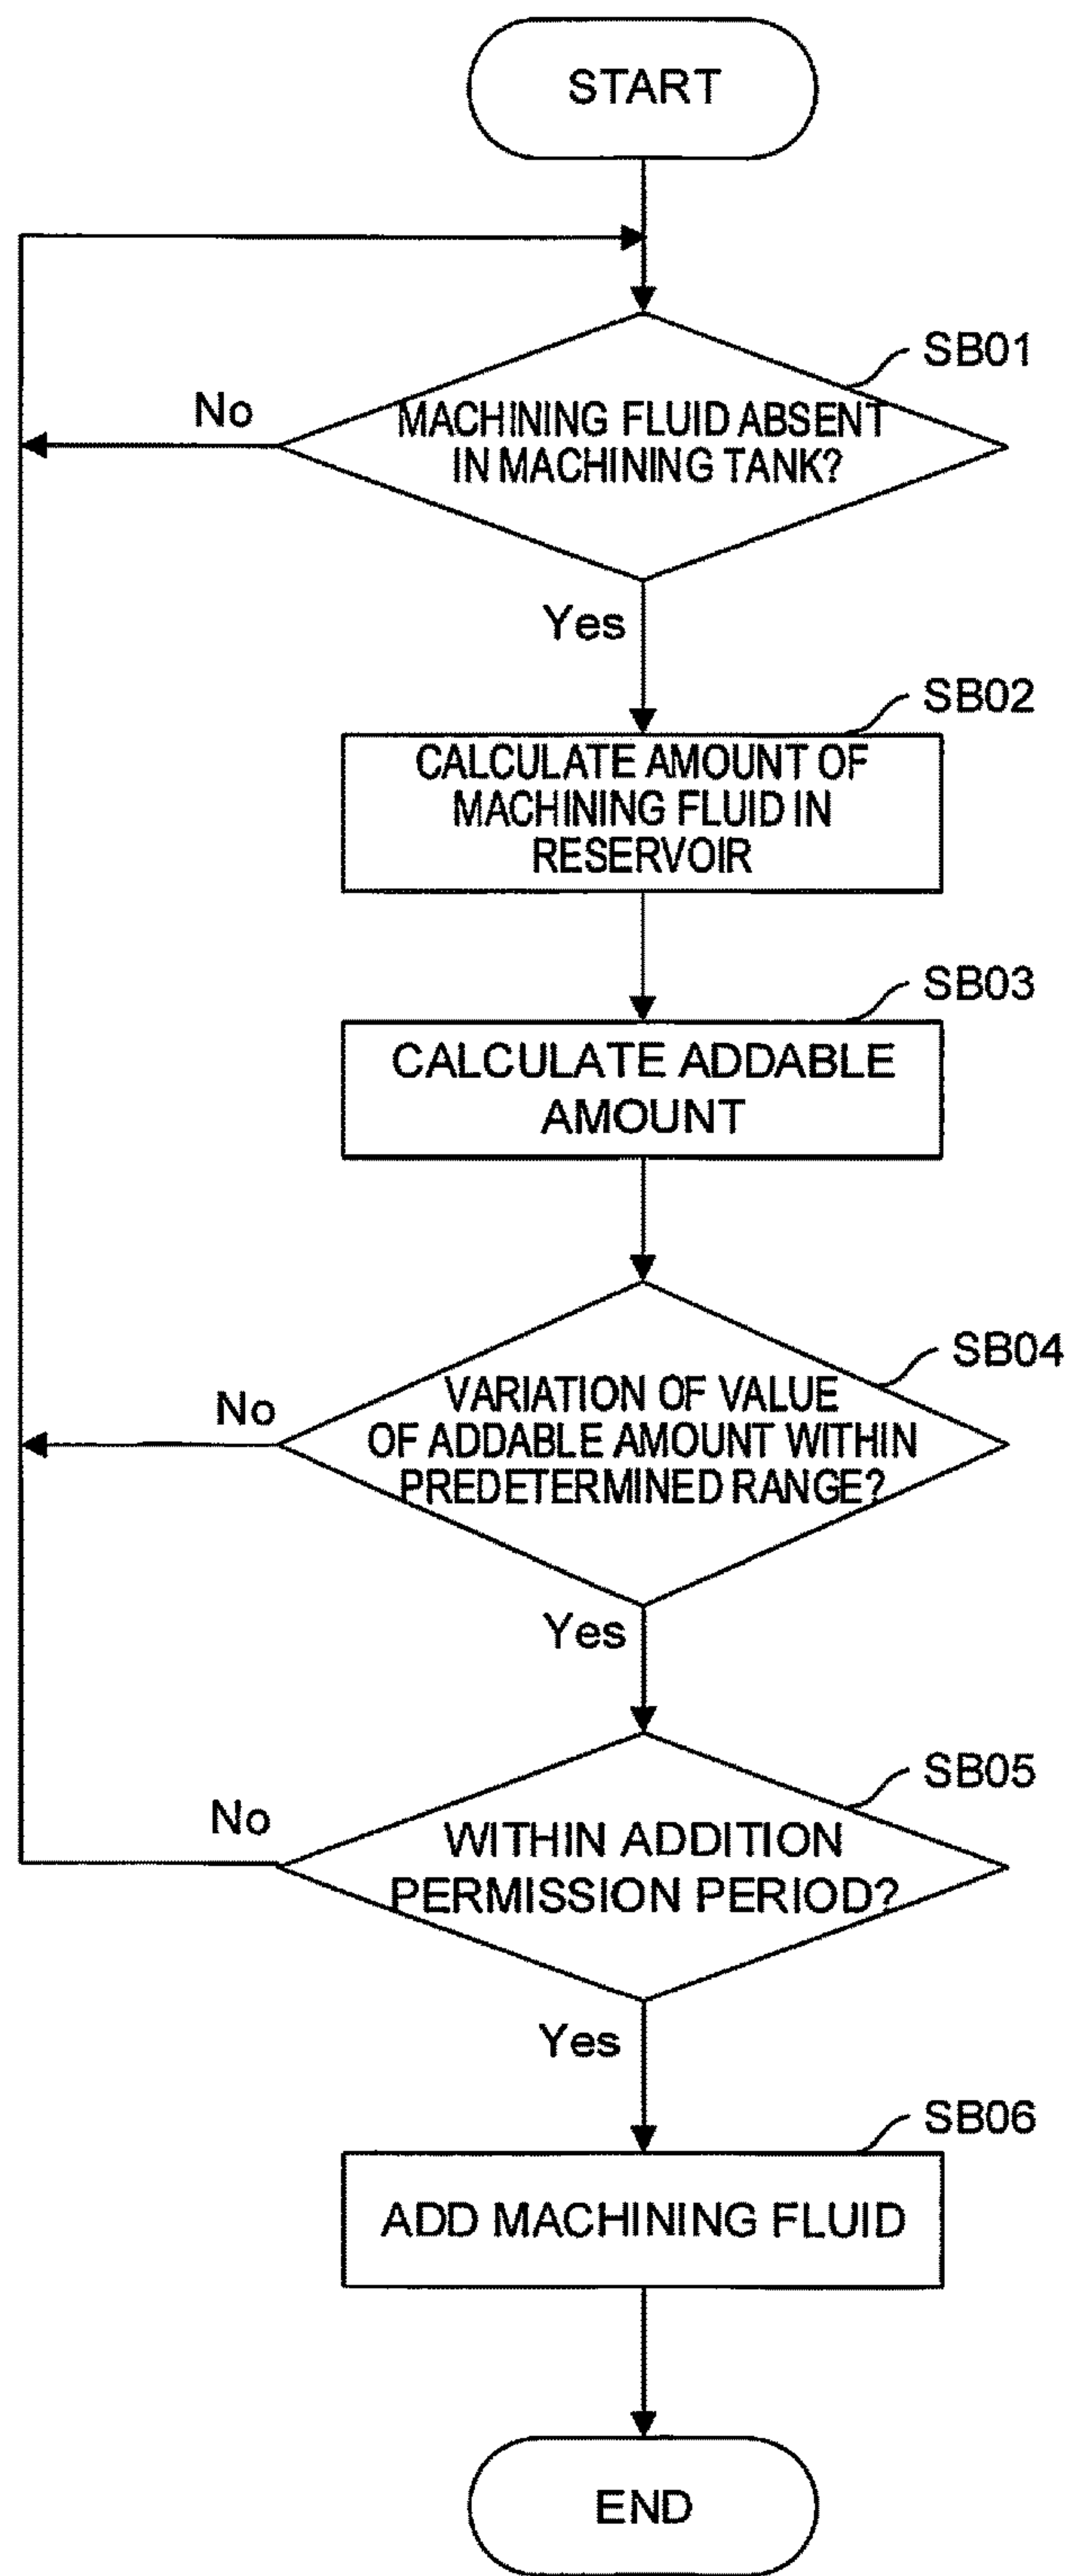 START
SB01
No
MACHINING FLUID ABSENT
IN MACHINING TANK?
Yes
SB02
CALCULATE AMOUNT OF
MACHINING FLUID IN
RESERVOIR
SB03
CALCULATE ADDABLE
AMOUNT
SB04
No
VARIATION OF VALUE
OF ADDABLE AMOUNT WITHIN
PREDETERMINED RANGE?
Yes
SB05
No
WITHIN ADDITION
PERMISSION PERIOD?
Yes
SB06
ADD MACHINING FLUID
END